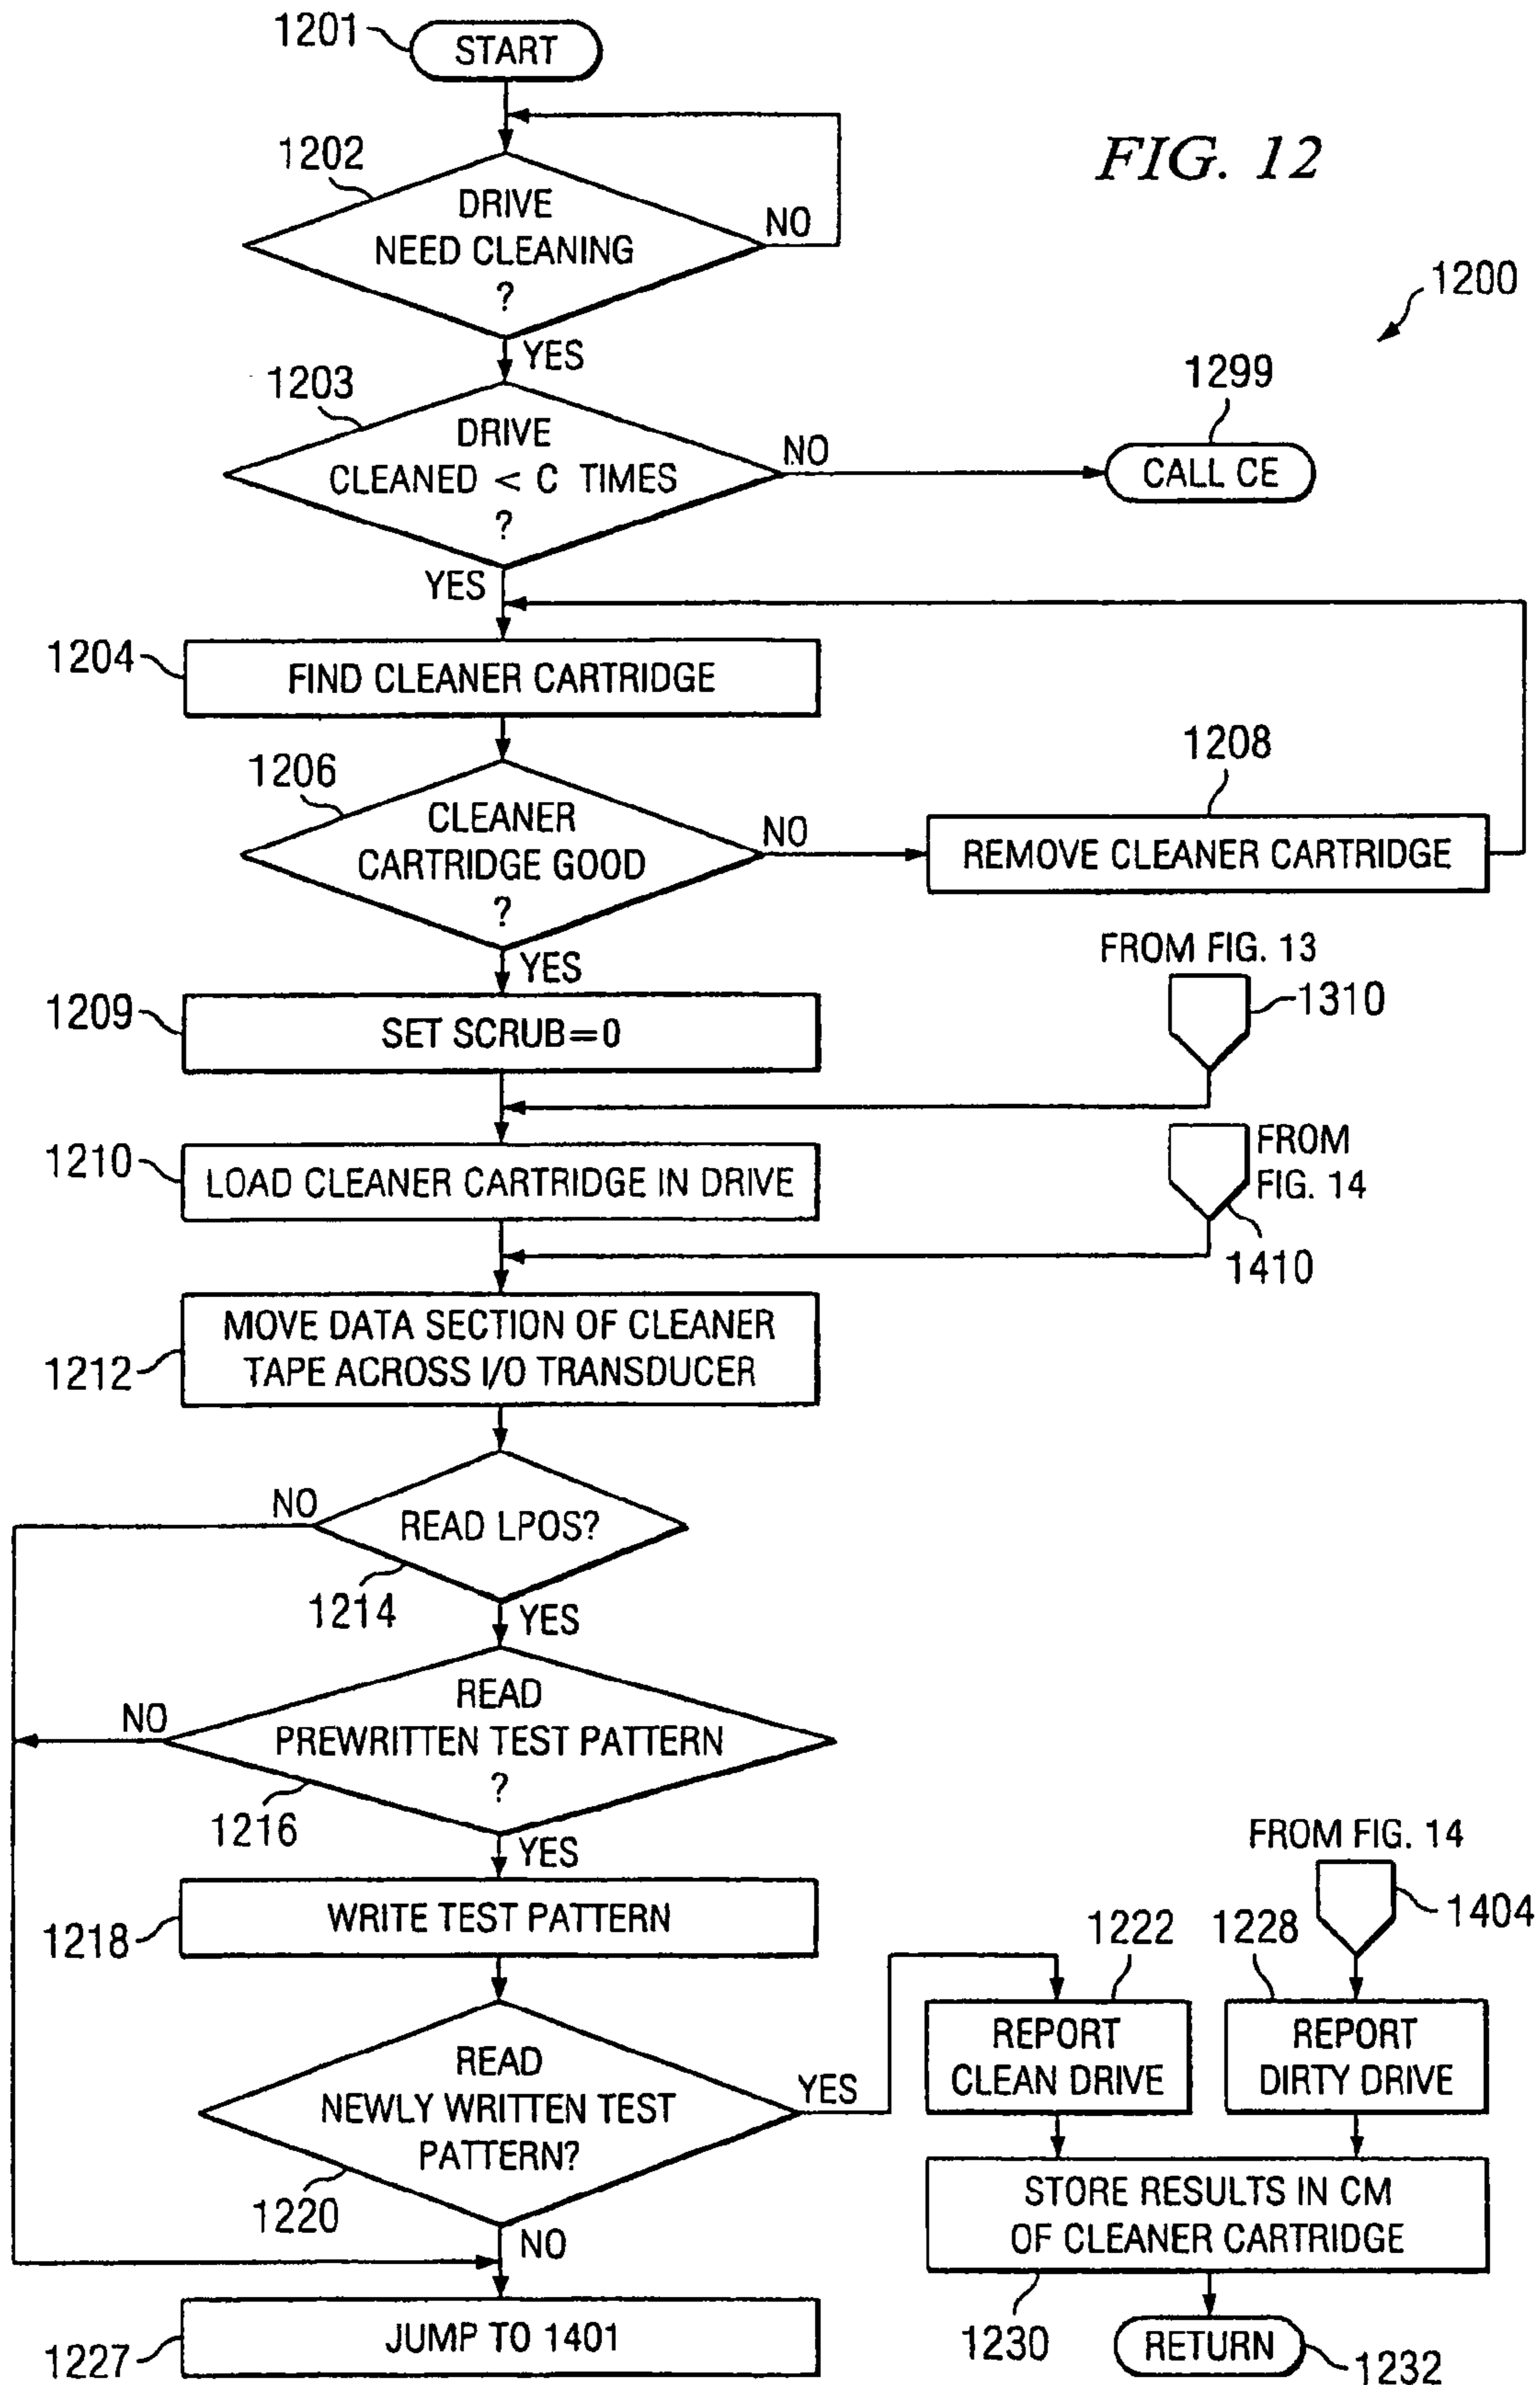 1201
START
FIG. 12
1202
DRIVE
NEED CLEANING
?
NO
1200
YES
1203
DRIVE
CLEANED < C TIMES
?
NO
1299
CALL CE
YES
1204
FIND CLEANER CARTRIDGE
1206
CLEANER
CARTRIDGE GOOD
?
NO
1208
REMOVE CLEANER CARTRIDGE
YES
FROM FIG. 13
1310
1209
SET SCRUB=0
1210
LOAD CLEANER CARTRIDGE IN DRIVE
FROM
FIG. 14
1410
1212
MOVE DATA SECTION OF CLEANER
TAPE ACROSS I/O TRANSDUCER
NO
READ LPOS?
1214
YES
NO
READ
PREWRITTEN TEST PATTERN
?
1216
YES
FROM FIG. 14
1404
1218
WRITE TEST PATTERN
1222
1228
READ
NEWLY WRITTEN TEST
PATTERN?
YES
1220
NO
REPORT
CLEAN DRIVE
REPORT
DIRTY DRIVE
STORE RESULTS IN CM
OF CLEANER CARTRIDGE
1227
JUMP TO 1401
1230
RETURN
1232